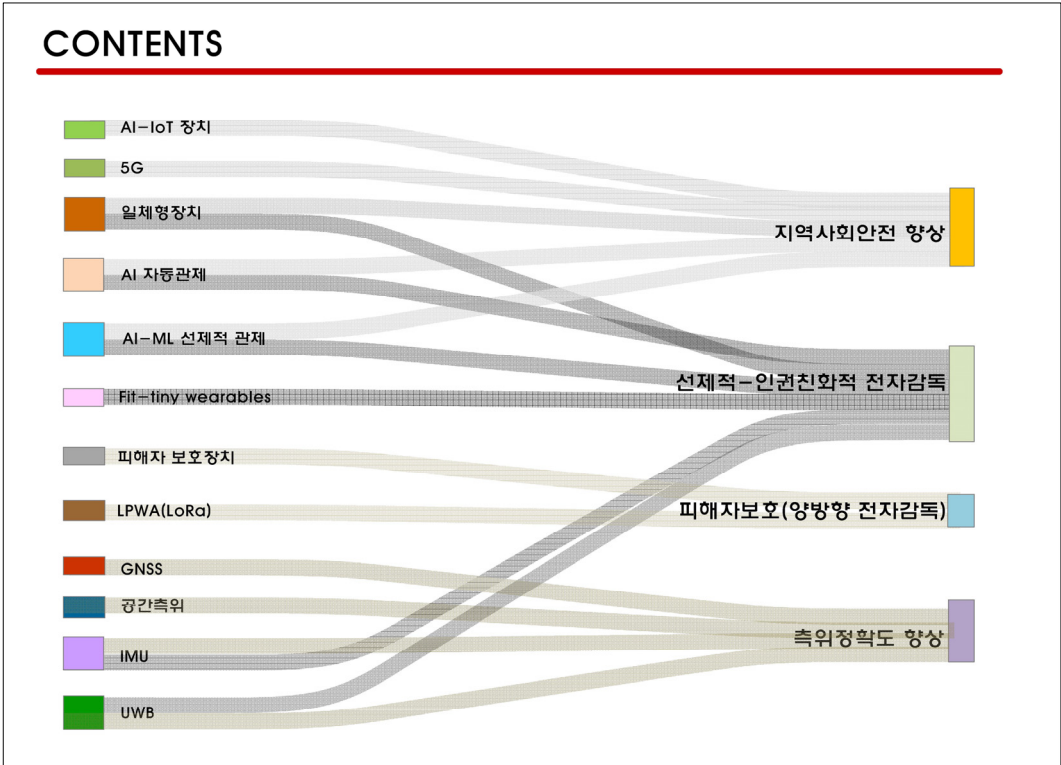 CONTENTS
AI-IoT 장치
5G
일체형장치
AI 자동관제
AI-ML 선제적 관제
Fit-tiny wearables
피해자 보호장치
LPWA(LoRa)
GNSS
공간측위
IMU
UWB
지역사회안전 향상
선제적-인권친화적 전자감독
피해자보호(양방향 전자감독)
측위정확도 향상